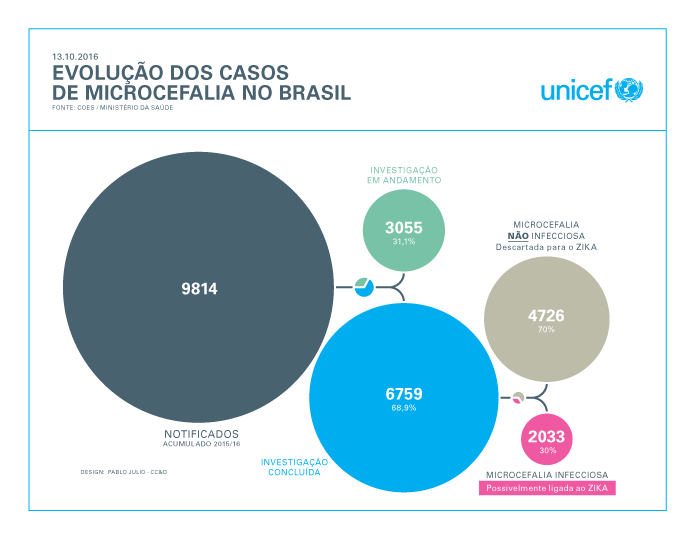 13.10.2016
EVOLUÇÃO DOS CASOS
DE MICROCEFALIA NO BRASIL
FONTE: COES / MINISTÉRIO DA SAÚDE
unicef
INVESTIGAÇÃO
EM ANDAMENTO
3055
31,1%
MICROCEFALIA
NÃO INFECCIOSA
Descartada para o ZIKA
9814
4726
70%
6759
68,9%
NOTIFICADOS
ACUMULADO 2015/16
2033
30%
INVESTIGAÇÃO
CONCLUÍDA
MICROCEFALIA INFECCIOSA
Possivelmente ligada ao ZIKA
DESIGN: PABLO JULIO - CC&D